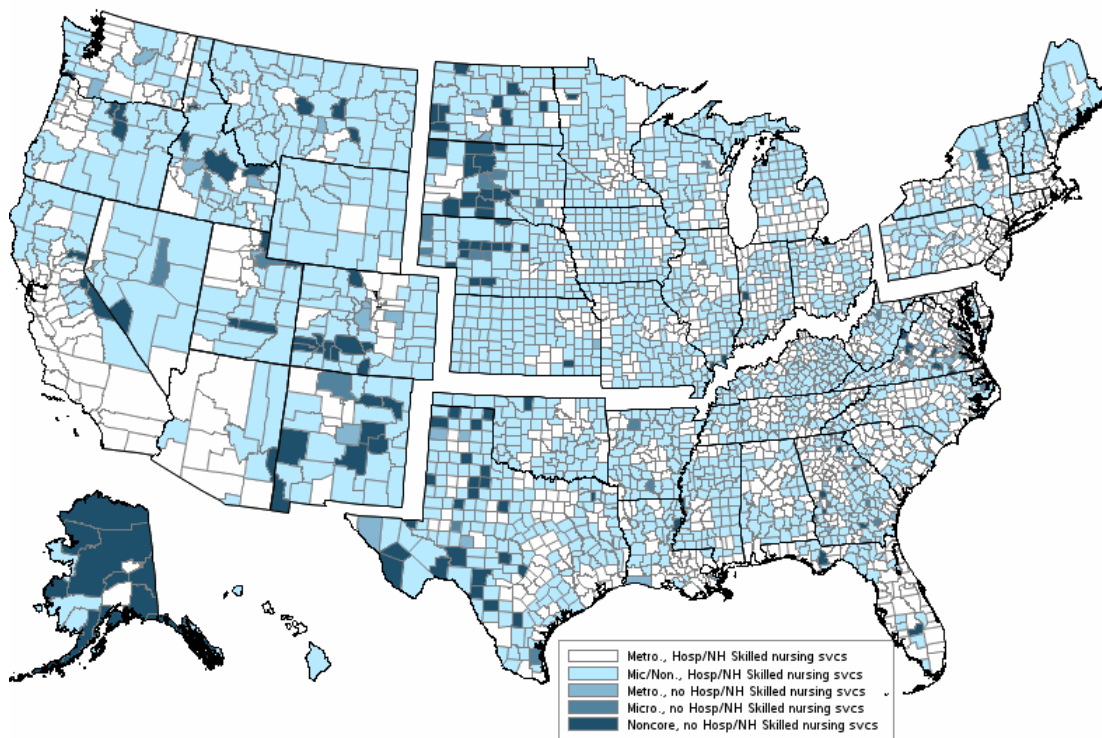 Metro., Hosp/NH Skilled nursing svcs
Mic/Non., Hosp/NH Skilled nursing svcs
Metro., no Hosp/NH Skilled nursing svcs
Micro., no Hosp/NH Skilled nursing svcs
Noncore, no Hosp/NH Skilled nursing svcs